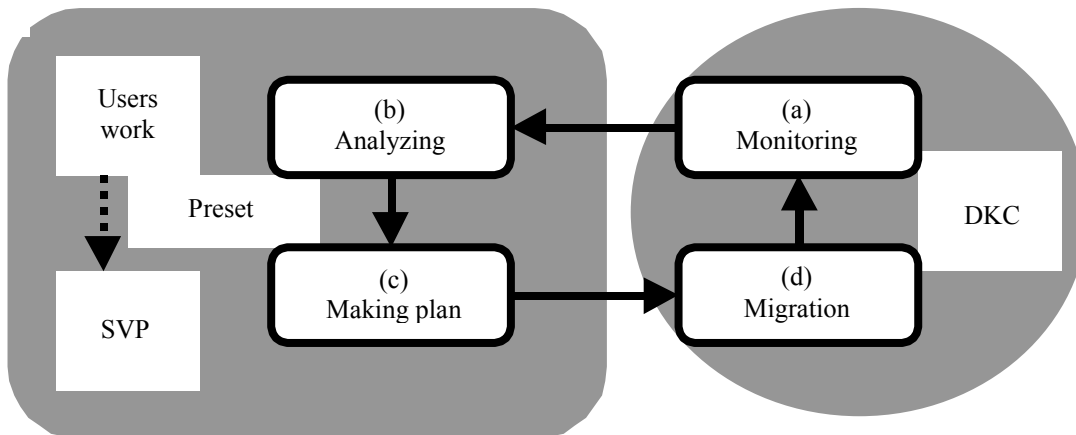 Users
work
(b)
Analyzing
(a)
Monitoring
Preset
DKC
(c)
Making plan
(d)
Migration
SVP